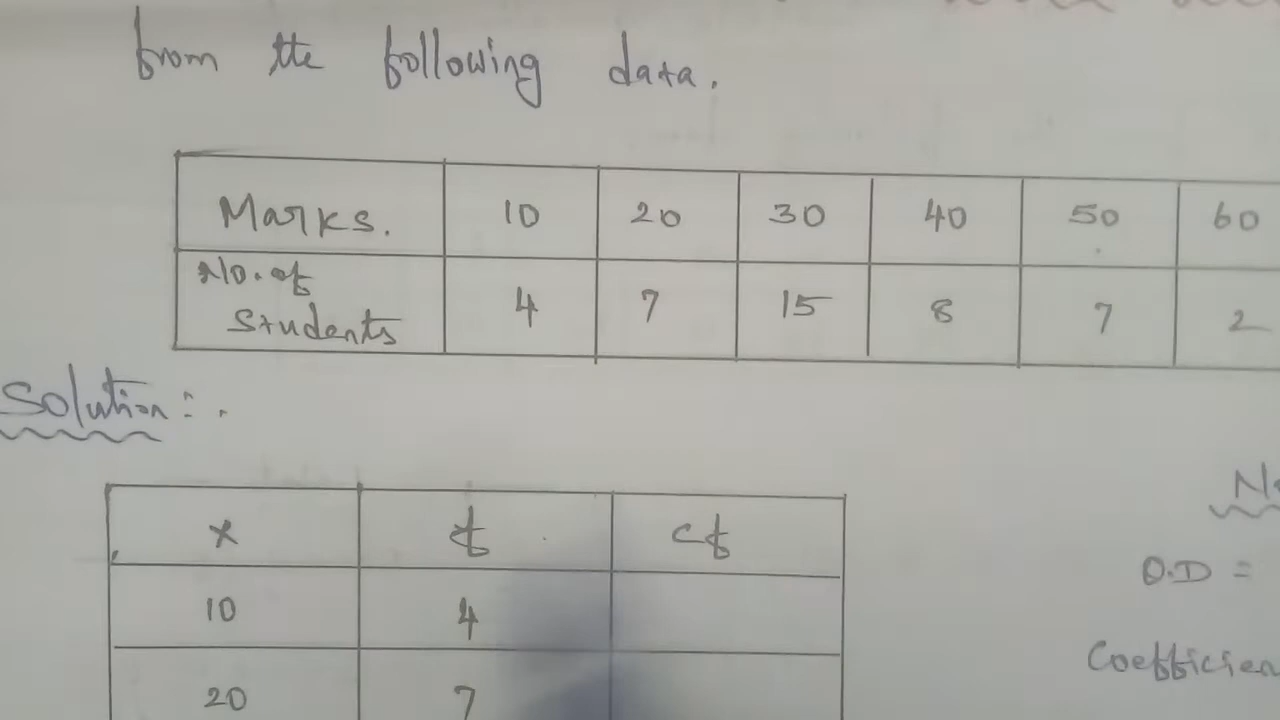 from the following data.
Marks. 10 20 30 40 50 60
No. of Students 4 7 15 8 7 2
Solution:.
x f cf
10 4
20 7
Q.D =